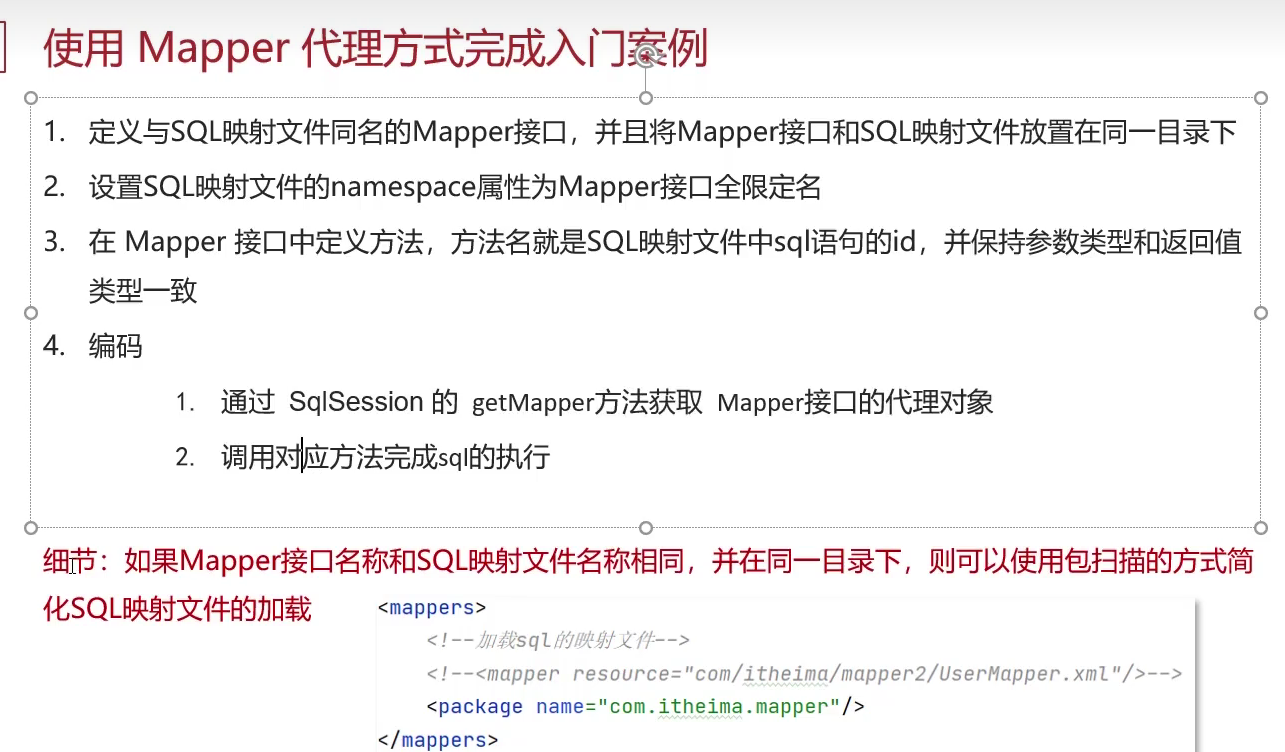 使用 Mapper 代理方式完成入门案例
1. 定义与SQL映射文件同名的Mapper接口，并且将Mapper接口和SQL映射文件放置在同一目录下
2. 设置SQL映射文件的namespace属性为Mapper接口全限定名
3. 在 Mapper 接口中定义方法，方法名就是SQL映射文件中sql语句的id，并保持参数类型和返回值
类型一致
4. 编码
1. 通过 SqlSession 的 getMapper方法获取 Mapper接口的代理对象
2. 调用对应方法完成sql的执行
细节：如果Mapper接口名称和SQL映射文件名称相同，并在同一目录下，则可以使用包扫描的方式简
化SQL映射文件的加载
<mappers>
<!--加载sql的映射文件-->
<!--<mapper resource="com/itheima/mapper2/UserMapper.xml"/>-->
<package name="com.itheima.mapper"/>
</mappers>